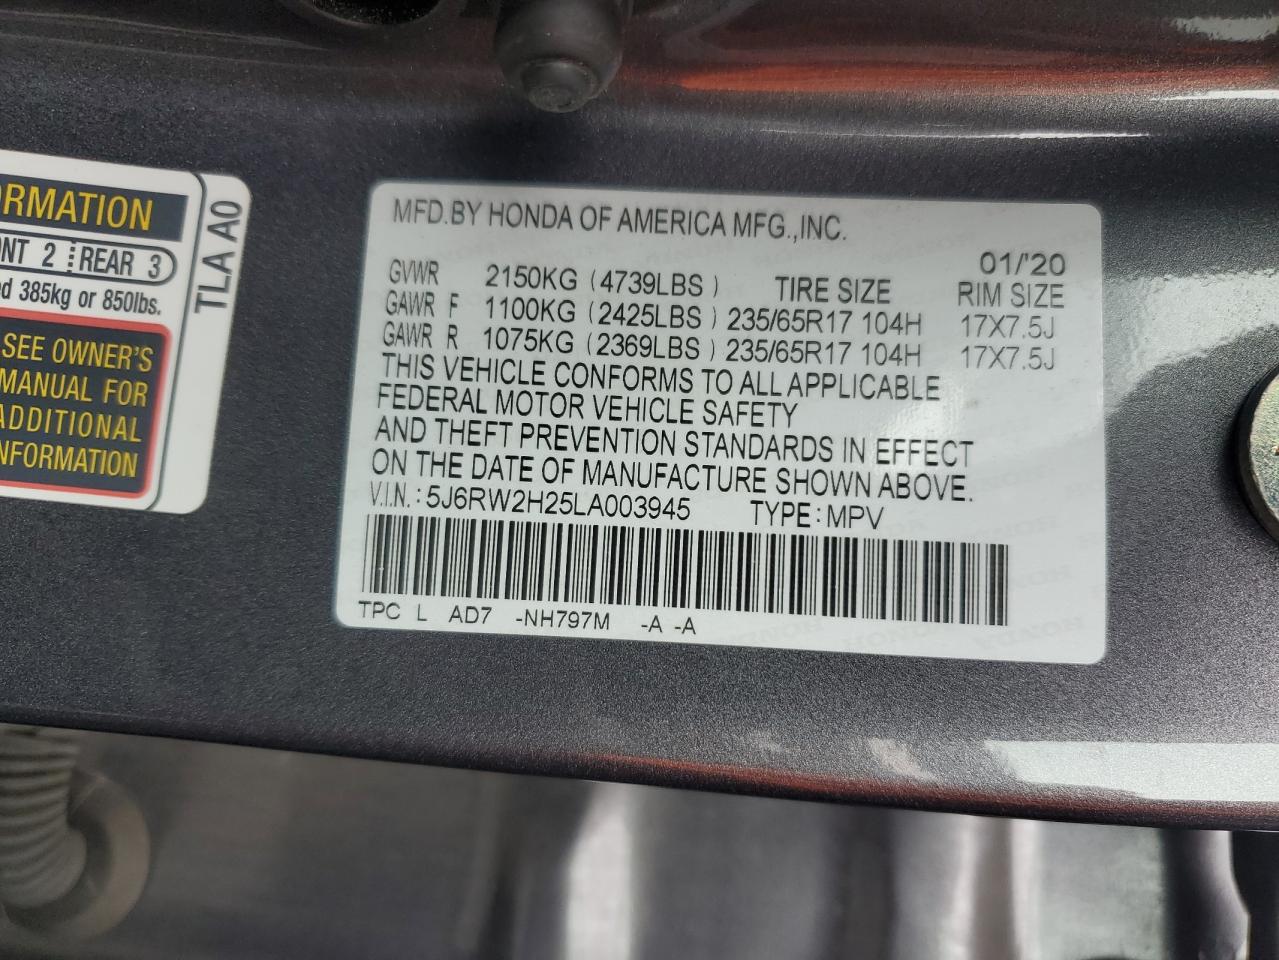 RMATION
NT 2 REAR 3
d 385kg or 850lbs.
SEE OWNER'S
MANUAL FOR
ADDITIONAL
NFORMATION
TLA A0
MFD.BY HONDA OF AMERICA MFG.,INC.
01/'20
GVWR 2150KG (4739LBS) TIRE SIZE RIM SIZE
GAWR F 1100KG (2425LBS) 235/65R17 104H 17X7.5J
GAWR R 1075KG (2369LBS) 235/65R17 104H 17X7.5J
THIS VEHICLE CONFORMS TO ALL APPLICABLE
FEDERAL MOTOR VEHICLE SAFETY
AND THEFT PREVENTION STANDARDS IN EFFECT
ON THE DATE OF MANUFACTURE SHOWN ABOVE.
V.I.N.: 5J6RW2H25LA003945 TYPE: MPV
TPC L AD7 -NH797M -A -A